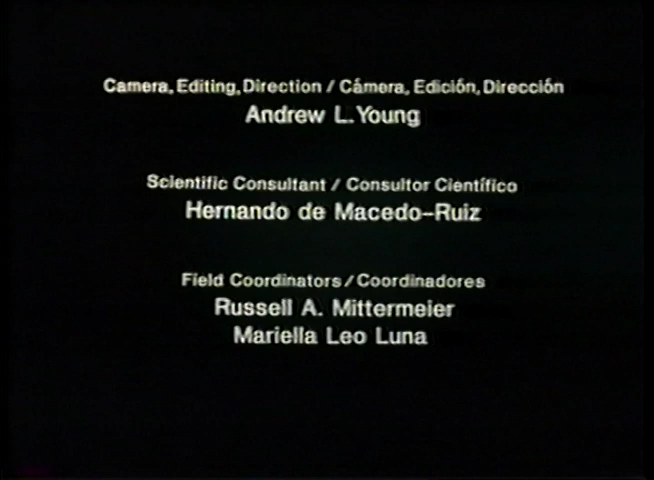 Camera, Editing, Direction / Cámera, Edición, Dirección
Andrew L. Young
Scientific Consultant / Consultor Científico
Hernando de Macedo-Ruiz
Field Coordinators / Coordinadores
Russell A. Mittermeier
Mariella Leo Luna